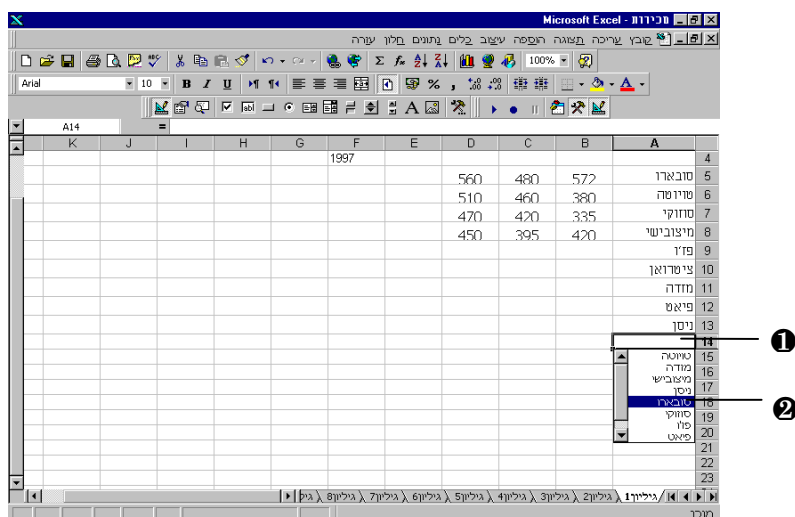 Microsoft Excel - מכירות
קובץ עריכה תצוגה הוספה עיצוב כלים נתונים חלון עזרה
100%
Arial 10 B I U
A14 =
K J I H G F E D C B A
1997 4
סובארו 572 480 560 5
טויוטה 380 460 510 6
סוזוקי 335 420 470 7
מיצובישי 420 395 450 8
פז'ו 9
ציטרואן 10
מזדה 11
פיאט 12
ניסן 13
14 ❶
טויוטה 15
מזדה 16
מיצובישי
ניסן 17
סובארו 18 ❷
סוזוקי 19
פז'ו 20
פיאט
21
22
23
גיליון1 גיליון2 גיליון3 גיליון4 גיליון5 גיליון6 גיליון7 גיליון8 גיל
מוכן